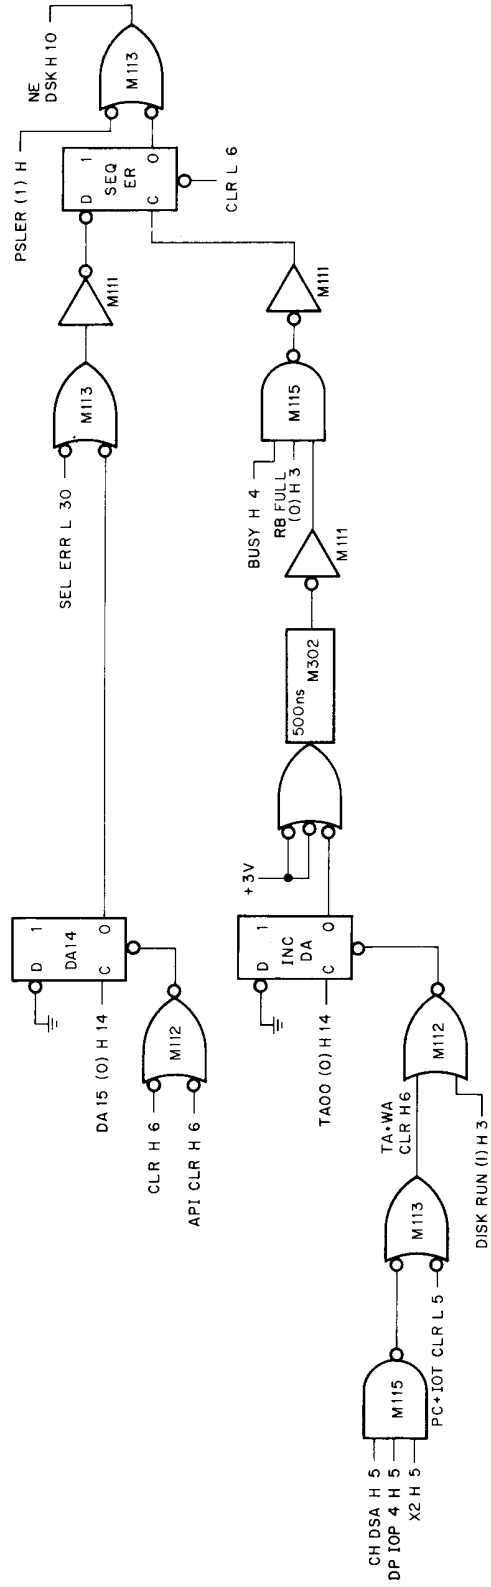 NE
DSK H 10
PSLER (1) H
M113
D 1
SEQ
ER
C 0
CLR L 6
M111
M113
SEL ERR L 30
M111
M115
BUSY H 4
RB FULL
(0) H 3
M111
500ns
M302
+3V
D 1
DA14
C 0
DA15 (0) H 14
M112
CLR H 6
API CLR H 6
D 1
INC
DA
C 0
TA00 (0) H 14
M112
TA•WA
CLR H6
DISK RUN (1) H 3
M113
PC+IOT CLR L 5
M115
CH DSA H 5
DP IOP 4 H 5
X2 H 5